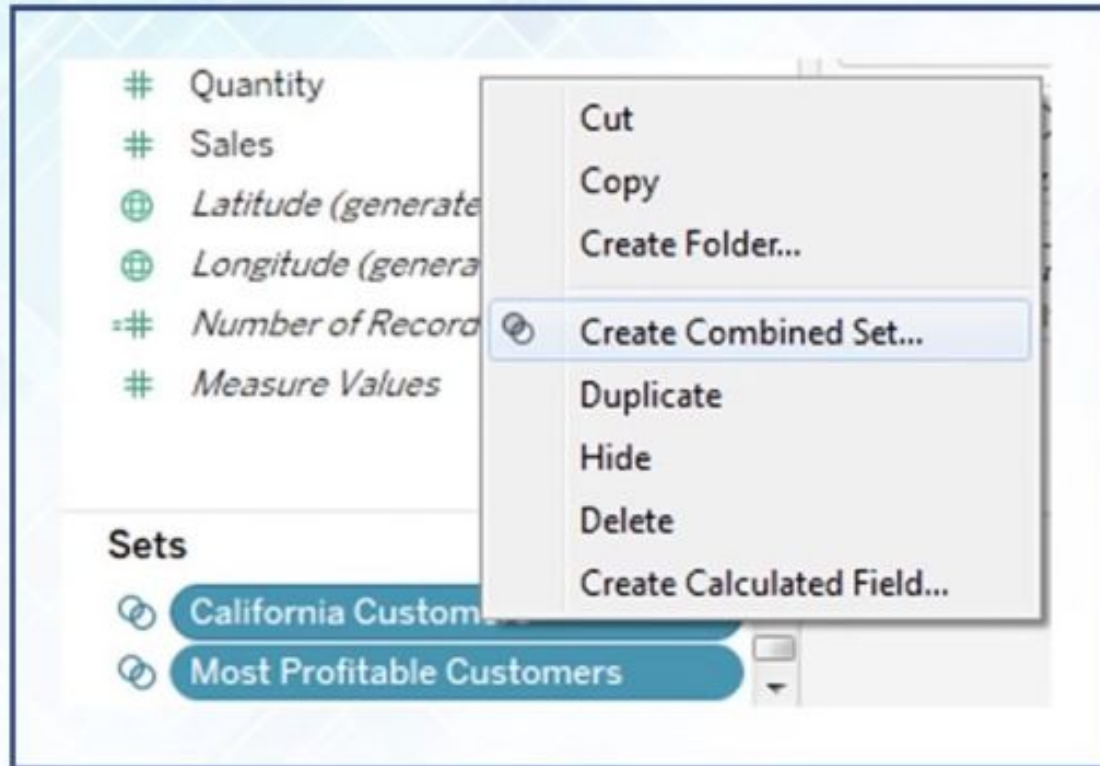 Quantity
Sales
Latitude (generate
Longitude (genera
Number of Record
Measure Values
Cut
Copy
Create Folder...
Create Combined Set...
Duplicate
Hide
Delete
Create Calculated Field...
Sets
California Custom
Most Profitable Customers